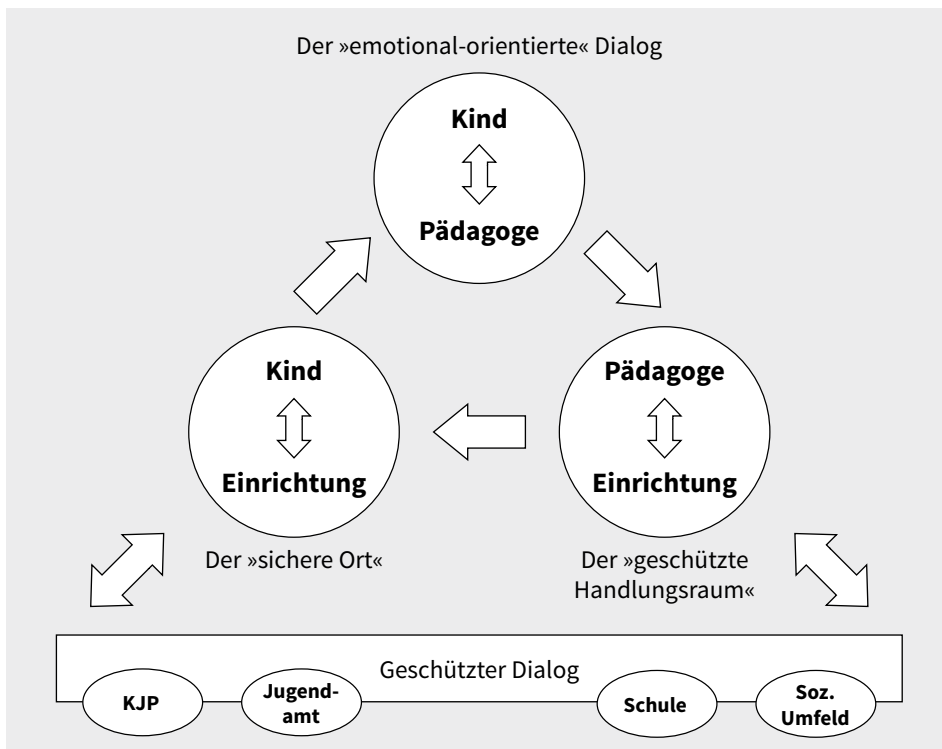 Der »emotional-orientierte« Dialog
Kind
Pädagoge
Kind
Einrichtung
Der »sichere Ort«
Pädagoge
Einrichtung
Der »geschützte
Handlungsraum«
Geschützter Dialog
KJP
Jugend-
amt
Schule
Soz.
Umfeld